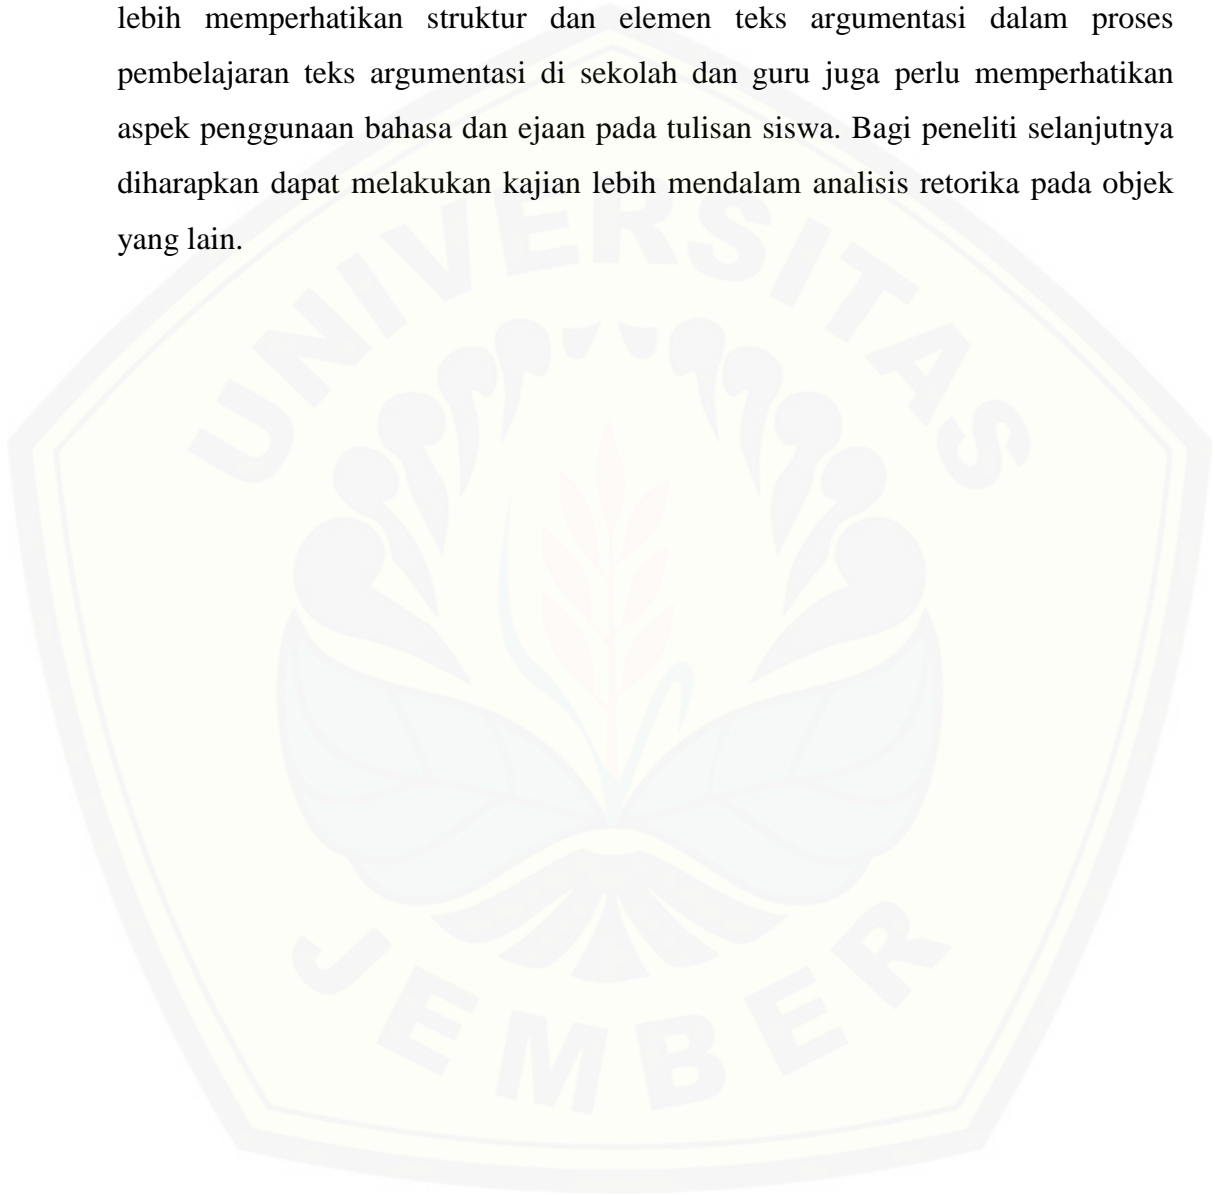 lebih memperhatikan struktur dan elemen teks argumentasi dalam proses
pembelajaran teks argumentasi di sekolah dan guru juga perlu memperhatikan
aspek penggunaan bahasa dan ejaan pada tulisan siswa. Bagi peneliti selanjutnya
diharapkan dapat melakukan kajian lebih mendalam analisis retorika pada objek
yang lain.
UNIVERSITAS
JEMBER